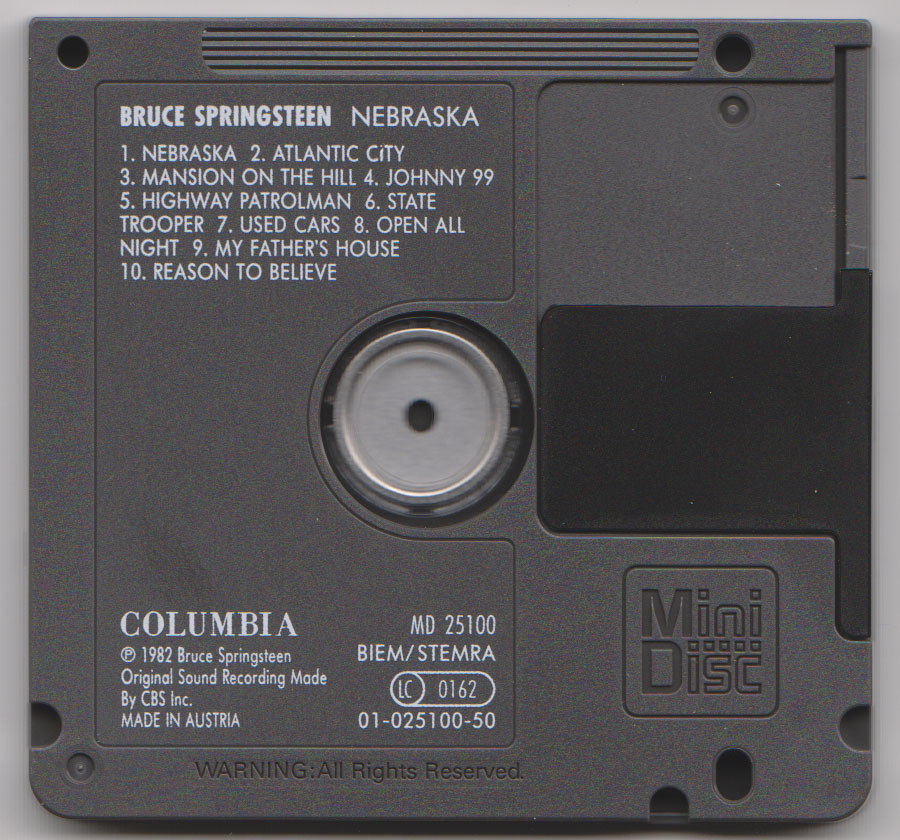 BRUCE SPRINGSTEEN NEBRASKA
1. NEBRASKA 2. ATLANTIC CiTY
3. MANSION ON THE HILL 4. JOHNNY 99
5. HIGHWAY PATROLMAN 6. STATE
TROOPER 7. USED CARS 8. OPEN ALL
NIGHT 9. MY FATHER'S HOUSE
10. REASON TO BELIEVE
COLUMBIA
℗ 1982 Bruce Springsteen
Original Sound Recording Made
By CBS Inc.
MADE IN AUSTRIA
MD 25100
BIEM/STEMRA
LC 0162
01-025100-50
Mini
Disc
WARNING:All Rights Reserved.